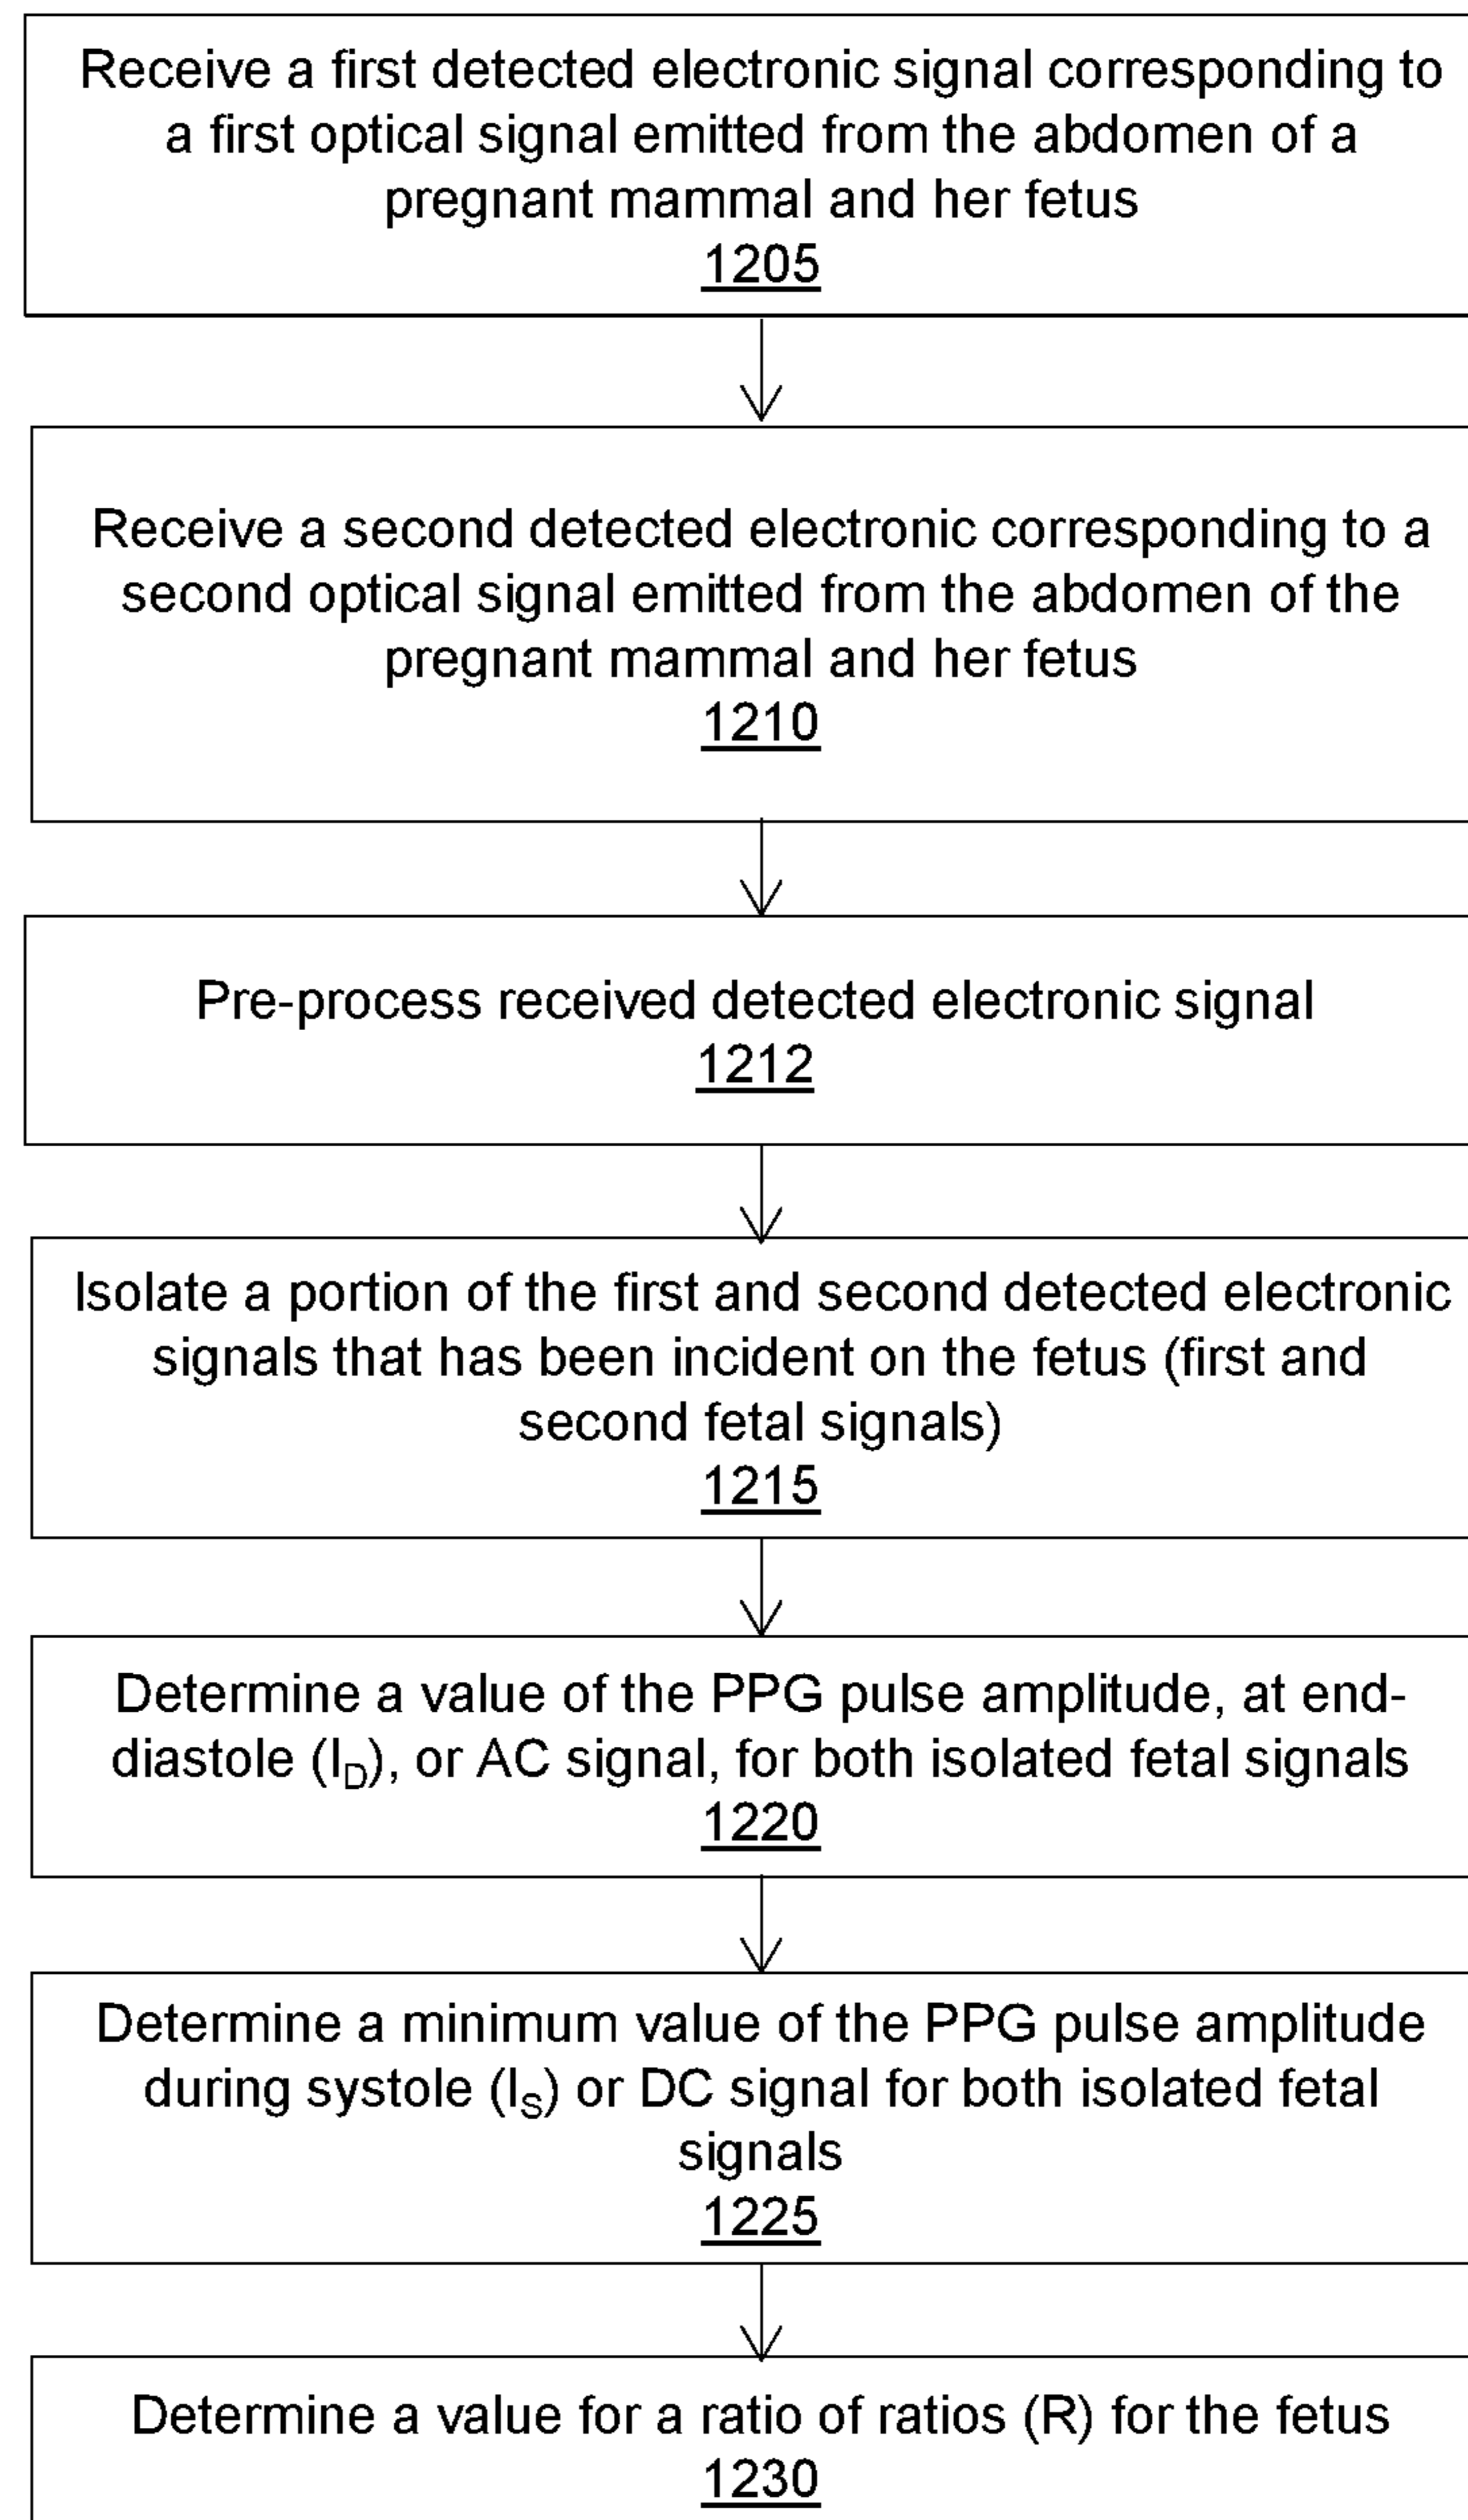 Receive a first detected electronic signal corresponding to
a first optical signal emitted from the abdomen of a
pregnant mammal and her fetus
1205
Receive a second detected electronic corresponding to a
second optical signal emitted from the abdomen of the
pregnant mammal and her fetus
1210
Pre-process received detected electronic signal
1212
Isolate a portion of the first and second detected electronic
signals that has been incident on the fetus (first and
second fetal signals)
1215
Determine a value of the PPG pulse amplitude, at end-
diastole (I_D), or AC signal, for both isolated fetal signals
1220
Determine a minimum value of the PPG pulse amplitude
during systole (I_S) or DC signal for both isolated fetal
signals
1225
Determine a value for a ratio of ratios (R) for the fetus
1230